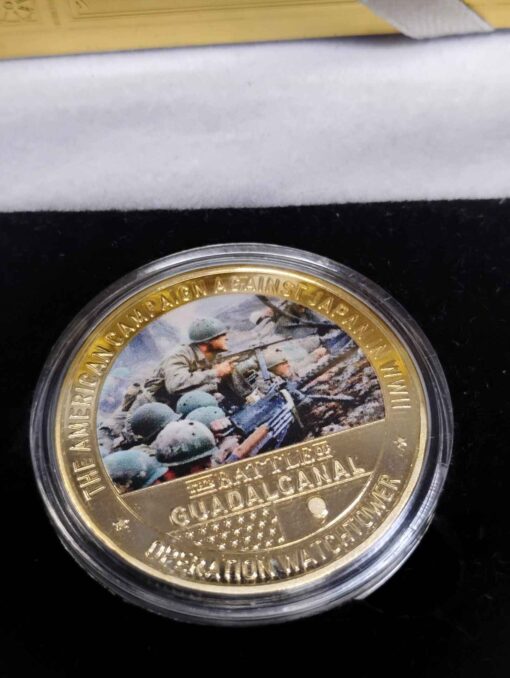 THE AMERICAN CAMPAIGN AGAINST JAPAN IN WWII
THE BATTLE OF
GUADALCANAL
OPERATION WATCHTOWER